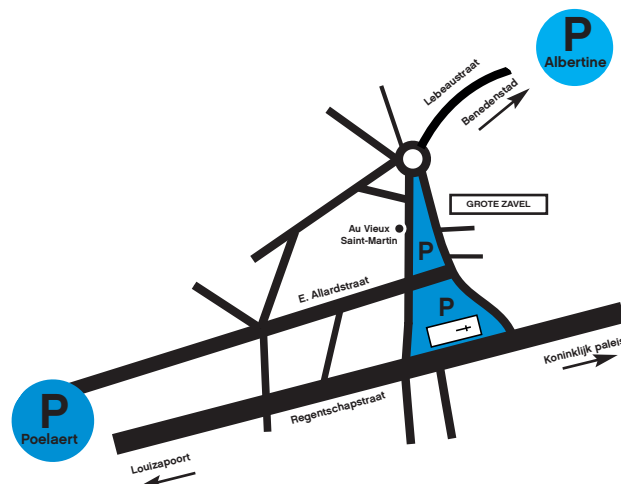 P
Albertine
Lebeaustraat
Benedenstad
GROTE ZAVEL
Au Vieux
Saint-Martin
P
E. Allardstraat
P
Koninklijk paleis
P
Poelaert
Regentschapstraat
Louizapoort